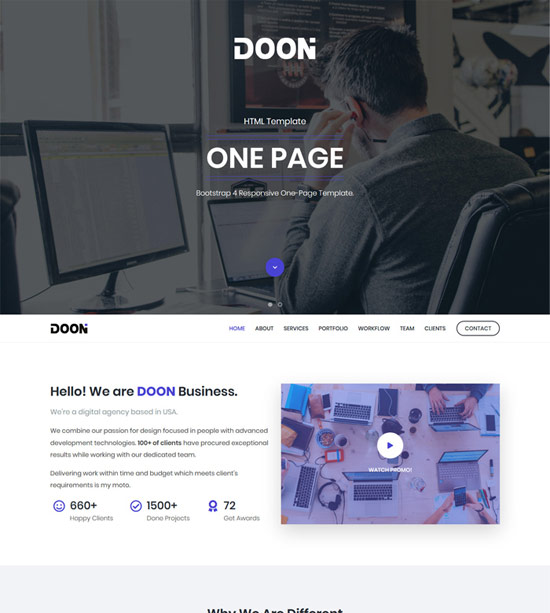 DOON
HTML Template
ONE PAGE
Bootstrap 4 Responsive One-Page Template.
DOON
HOME ABOUT SERVICES PORTFOLIO WORKFLOW TEAM CLIENTS CONTACT
Hello! We are DOON Business.
We're a digital agency based in USA.
We combine our passion for design focused in people with advanced
development technologies. 100+ of clients have procured exceptional
results while working with our dedicated team.
Delivering work within time and budget which meets client's
requirements is my moto.
660+
Happy Clients
1500+
Done Projects
72
Get Awards
WATCH PROMO!
Why We Are Different